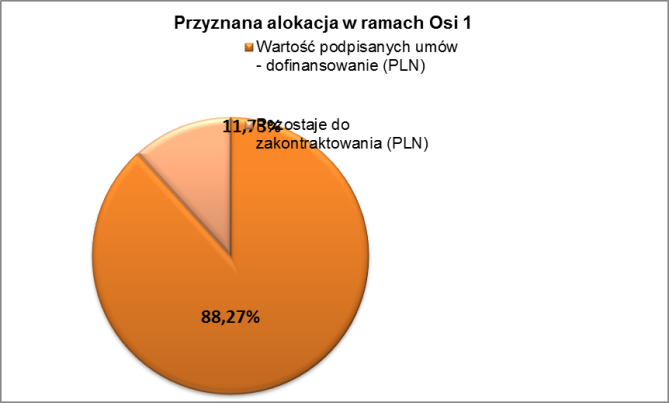 Przyznana alokacja w ramach Osi 1
Wartość podpisanych umów
- dofinansowanie (PLN)
11,73%
Pozostaje do
zakontraktowania (PLN)
88,27%